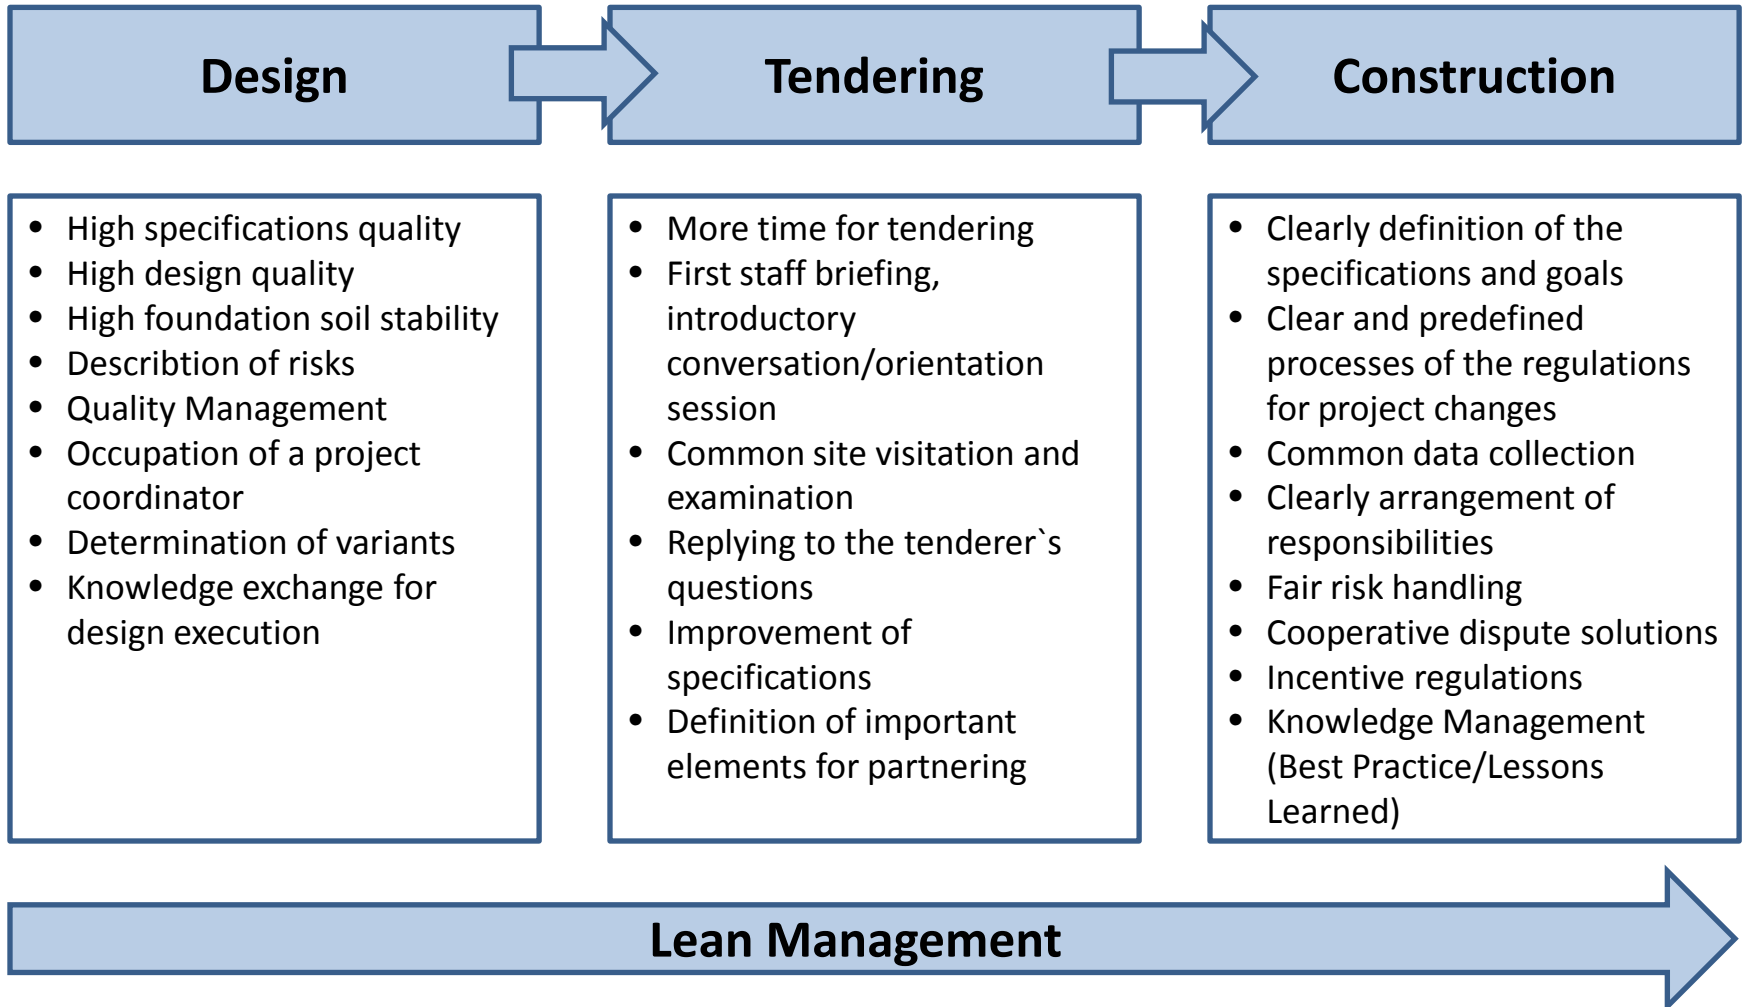 Design
Tendering
Construction
• High specifications quality
• High design quality
• High foundation soil stability
• Describtion of risks
• Quality Management
• Occupation of a project
coordinator
• Determination of variants
• Knowledge exchange for
design execution
• More time for tendering
• First staff briefing,
introductory
conversation/orientation
session
• Common site visitation and
examination
• Replying to the tenderer`s
questions
• Improvement of
specifications
• Definition of important
elements for partnering
• Clearly definition of the
specifications and goals
• Clear and predefined
processes of the regulations
for project changes
• Common data collection
• Clearly arrangement of
responsibilities
• Fair risk handling
• Cooperative dispute solutions
• Incentive regulations
• Knowledge Management
(Best Practice/Lessons
Learned)
Lean Management